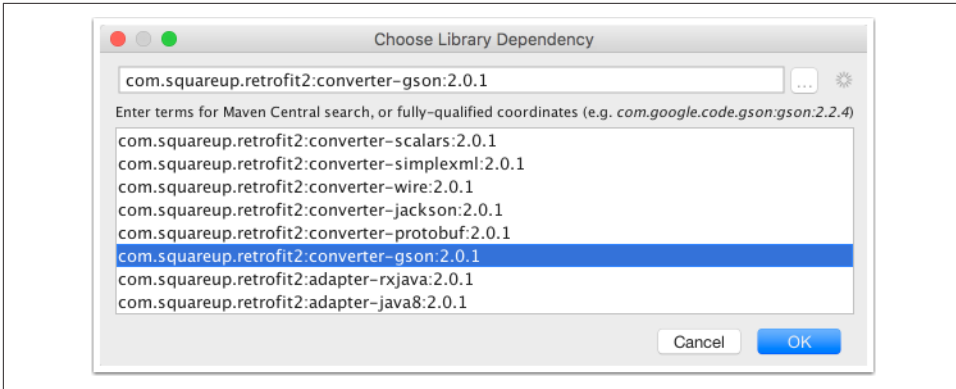 Choose Library Dependency
com.squareup.retrofit2:converter-gson:2.0.1
...
Enter terms for Maven Central search, or fully-qualified coordinates (e.g. com.google.code.gson:gson:2.2.4)
com.squareup.retrofit2:converter-scalars:2.0.1
com.squareup.retrofit2:converter-simplexml:2.0.1
com.squareup.retrofit2:converter-wire:2.0.1
com.squareup.retrofit2:converter-jackson:2.0.1
com.squareup.retrofit2:converter-protobuf:2.0.1
com.squareup.retrofit2:converter-gson:2.0.1
com.squareup.retrofit2:adapter-rxjava:2.0.1
com.squareup.retrofit2:adapter-java8:2.0.1
Cancel OK